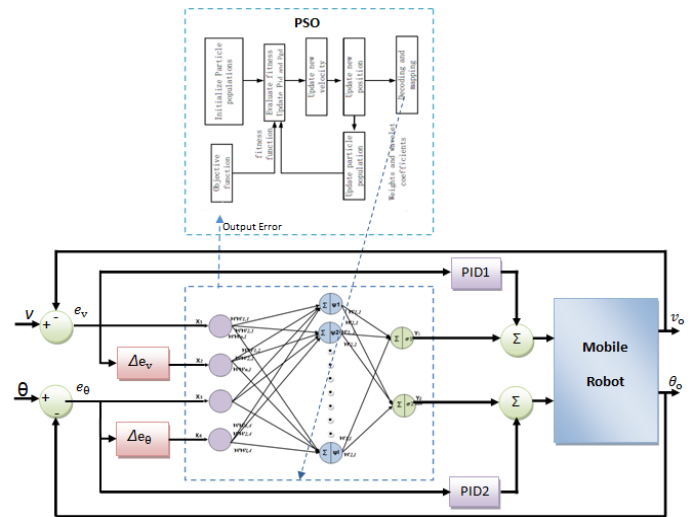 PSO
Initialize Particle
populations
Evaluate fitness
Update Pid and Pgd
Update new
velocity
Update new
position
Decoding and
mapping
Objective
function
fitness
function
Update particle
population
Weights and wavelet
coefficients
Output Error
PID1
V
+
-
e_v
X₁
X₂
X₃
X₄
Δe_v
θ
+
-
e_θ
Δe_θ
Σ
ψ1
Σ
Σ
Σ
Σ
Y₁
Σ
Σ
Mobile
Robot
v_o
θ_o
PID2